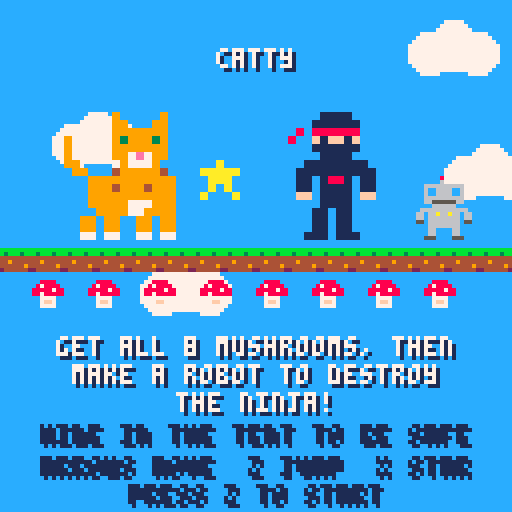 CATTY
GET ALL 8 MUSHROOMS, THEN
MAKE A ROBOT TO DESTROY
THE NINJA!
HIDE IN THE TENT TO BE SAFE
ARROWS MOVE Z JUMP X STAR
PRESS Z TO START